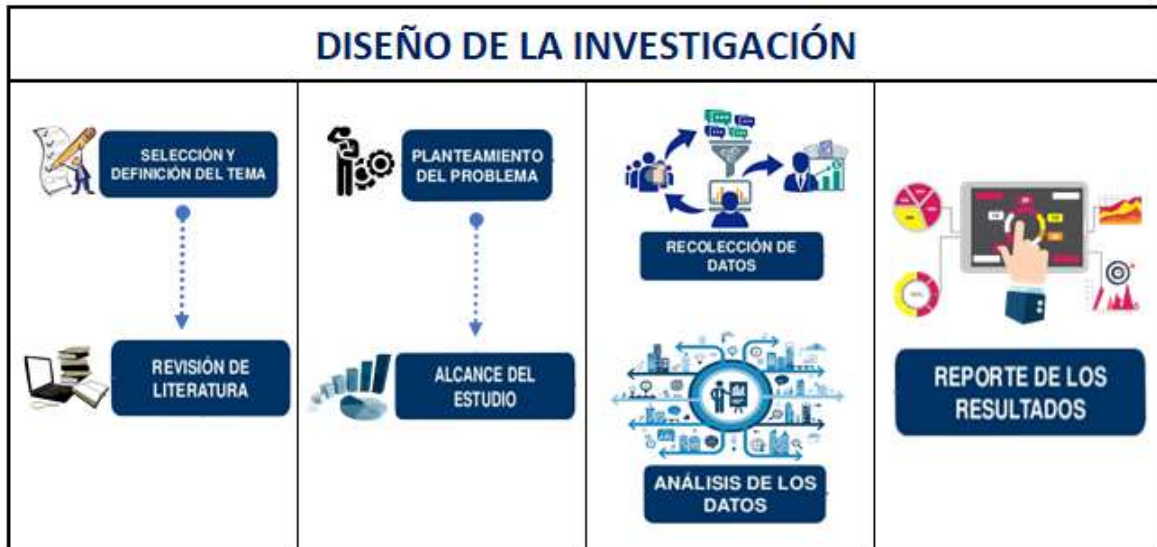 DISEÑO DE LA INVESTIGACIÓN
SELECCIÓN Y
DEFINICIÓN DEL TEMA
REVISIÓN DE
LITERATURA
PLANTEAMIENTO
DEL PROBLEMA
ALCANCE DEL
ESTUDIO
RECOLECCIÓN DE
DATOS
ANÁLISIS DE LOS
DATOS
REPORTE DE LOS
RESULTADOS